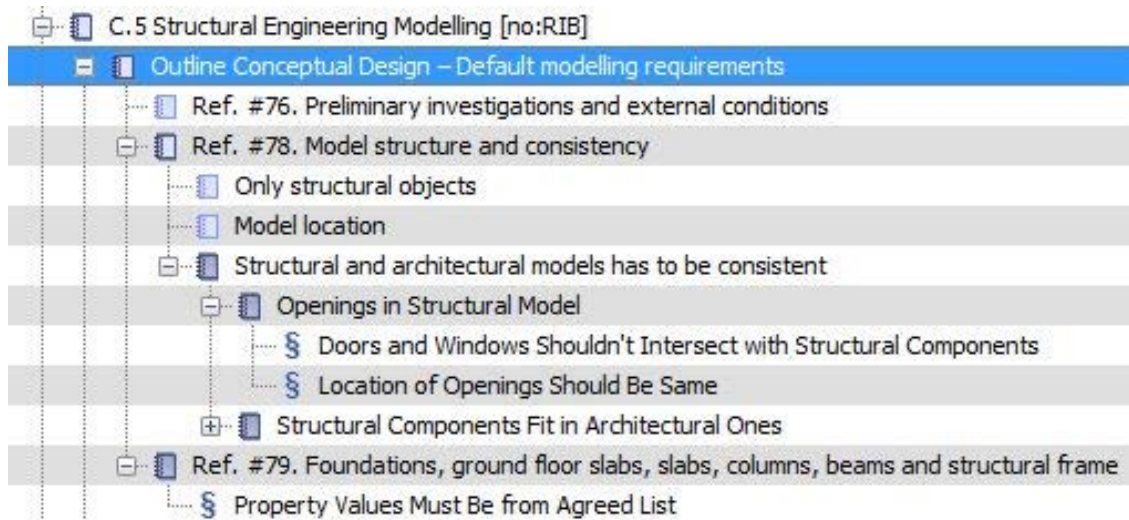 C.5 Structural Engineering Modelling [no:RIB]
Outline Conceptual Design – Default modelling requirements
Ref. #76. Preliminary investigations and external conditions
Ref. #78. Model structure and consistency
Only structural objects
Model location
Structural and architectural models has to be consistent
Openings in Structural Model
§ Doors and Windows Shouldn't Intersect with Structural Components
§ Location of Openings Should Be Same
Structural Components Fit in Architectural Ones
Ref. #79. Foundations, ground floor slabs, slabs, columns, beams and structural frame
§ Property Values Must Be from Agreed List